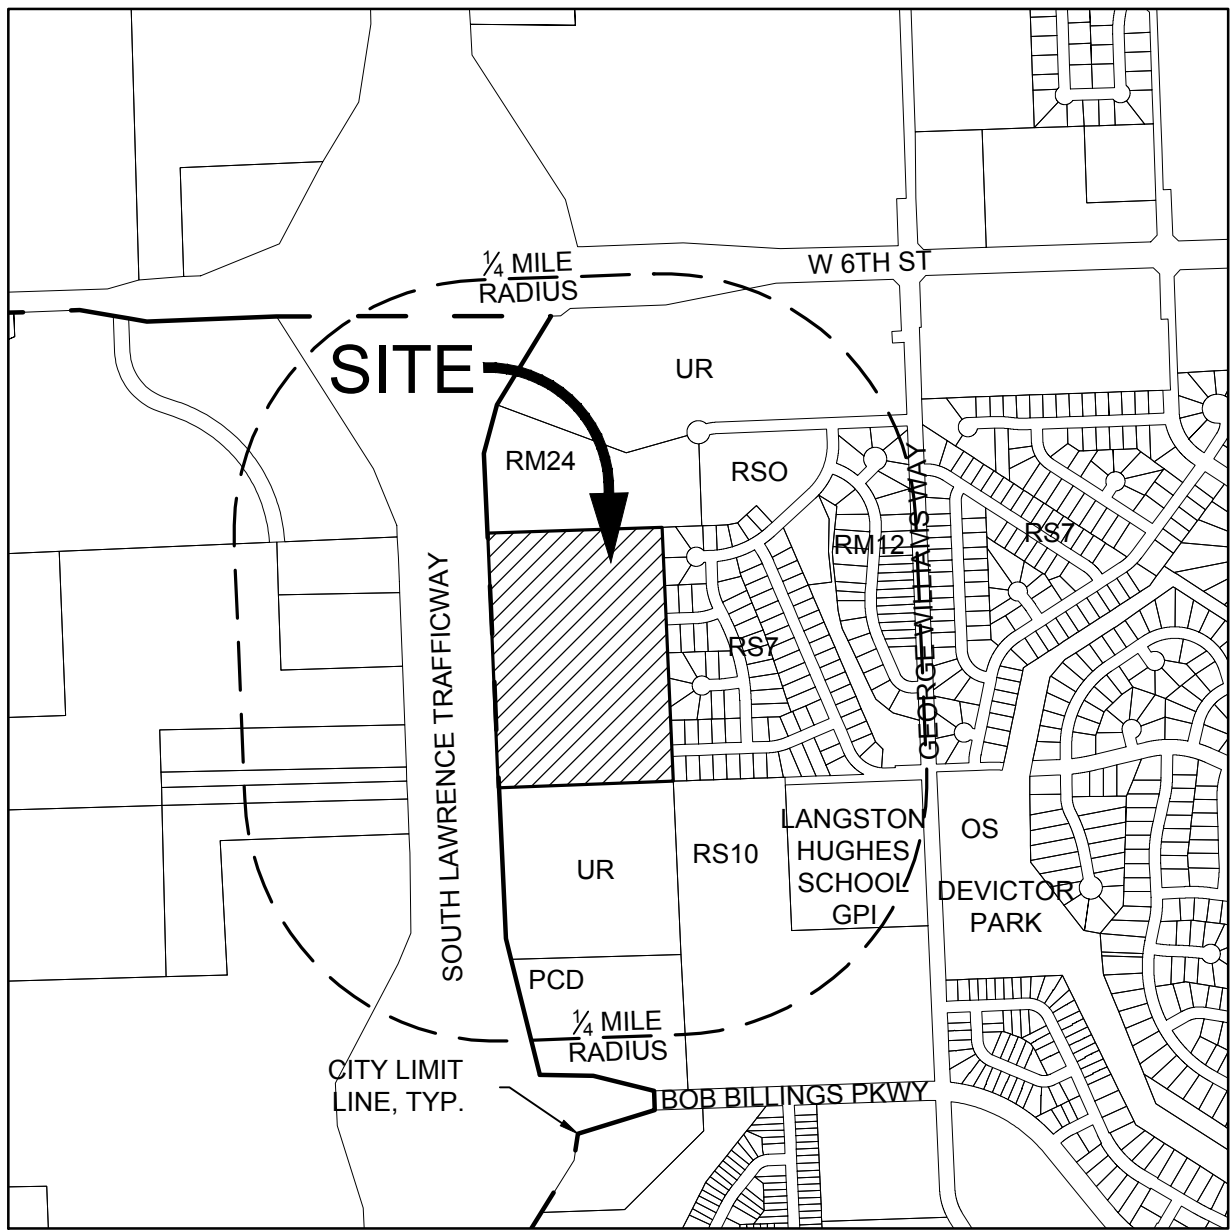 ¼ MILE
RADIUS
W 6TH ST
SITE
UR
RM24
RSO
RM12
RS7
GEORGE WILLIAMS WAY
RS7
SOUTH LAWRENCE TRAFFICWAY
LANGSTON
HUGHES
SCHOOL
GPI
OS
UR
RS10
DEVICTOR
PARK
PCD
¼ MILE
RADIUS
CITY LIMIT
LINE, TYP.
BOB BILLINGS PKWY